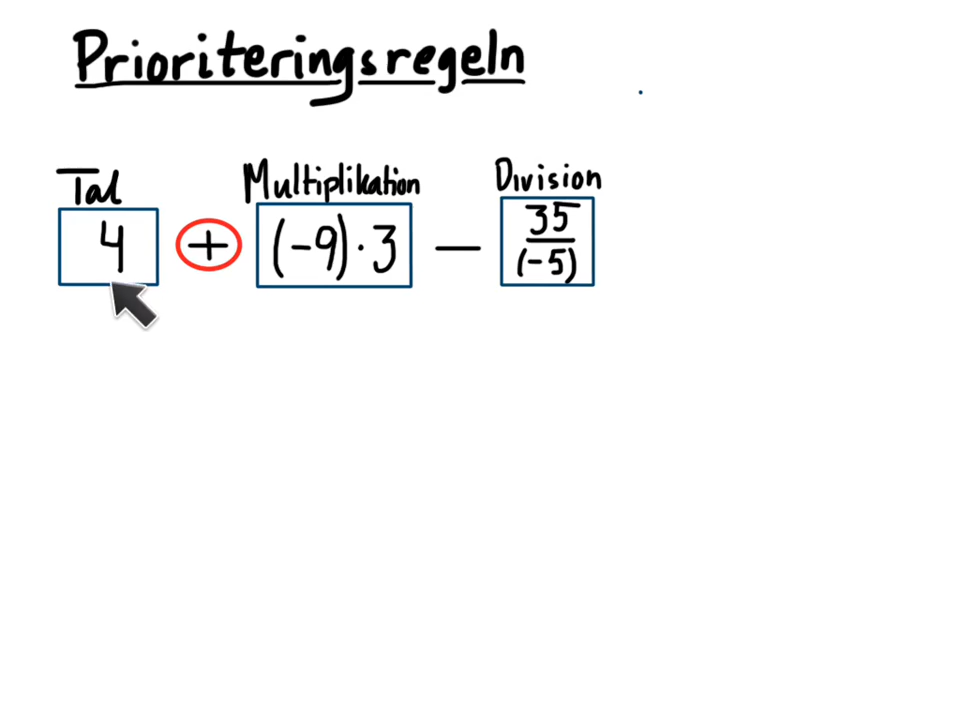 Prioriteringsregeln
Tal Multiplikation Division
4 + (-9) · 3 — 35/(-5)